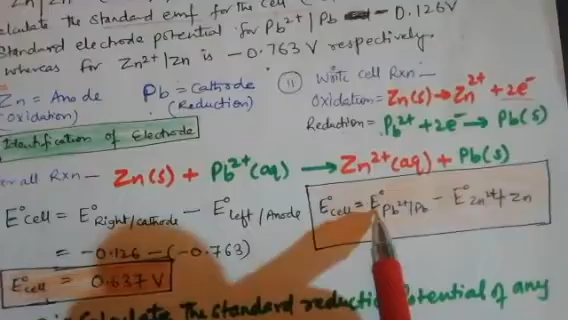 Calculate the standard emf for the cell
Standard electrode potential for Pb²⁺/Pb — 0.126V
whereas for Zn²⁺/Zn is -0.763 V respectively.
Zn = Anode
(Oxidation)
Pb = Cathode
(Reduction)
(ii) Write cell Rxn —
Oxidation = Zn(s) → Zn²⁺ + 2e⁻
Reduction = Pb²⁺ + 2e⁻ → Pb(s)
Identification of Electrode
Rxn — Zn(s) + Pb²⁺(aq) → Zn²⁺(aq) + Pb(s)
E°cell = E°Right/cathode - E°left/Anode
E°cell = E°Pb²⁺/Pb - E°Zn²⁺/Zn
= -0.126 - (-0.763)
E°cell = 0.637 V
Calculate The standard reduction potential of any